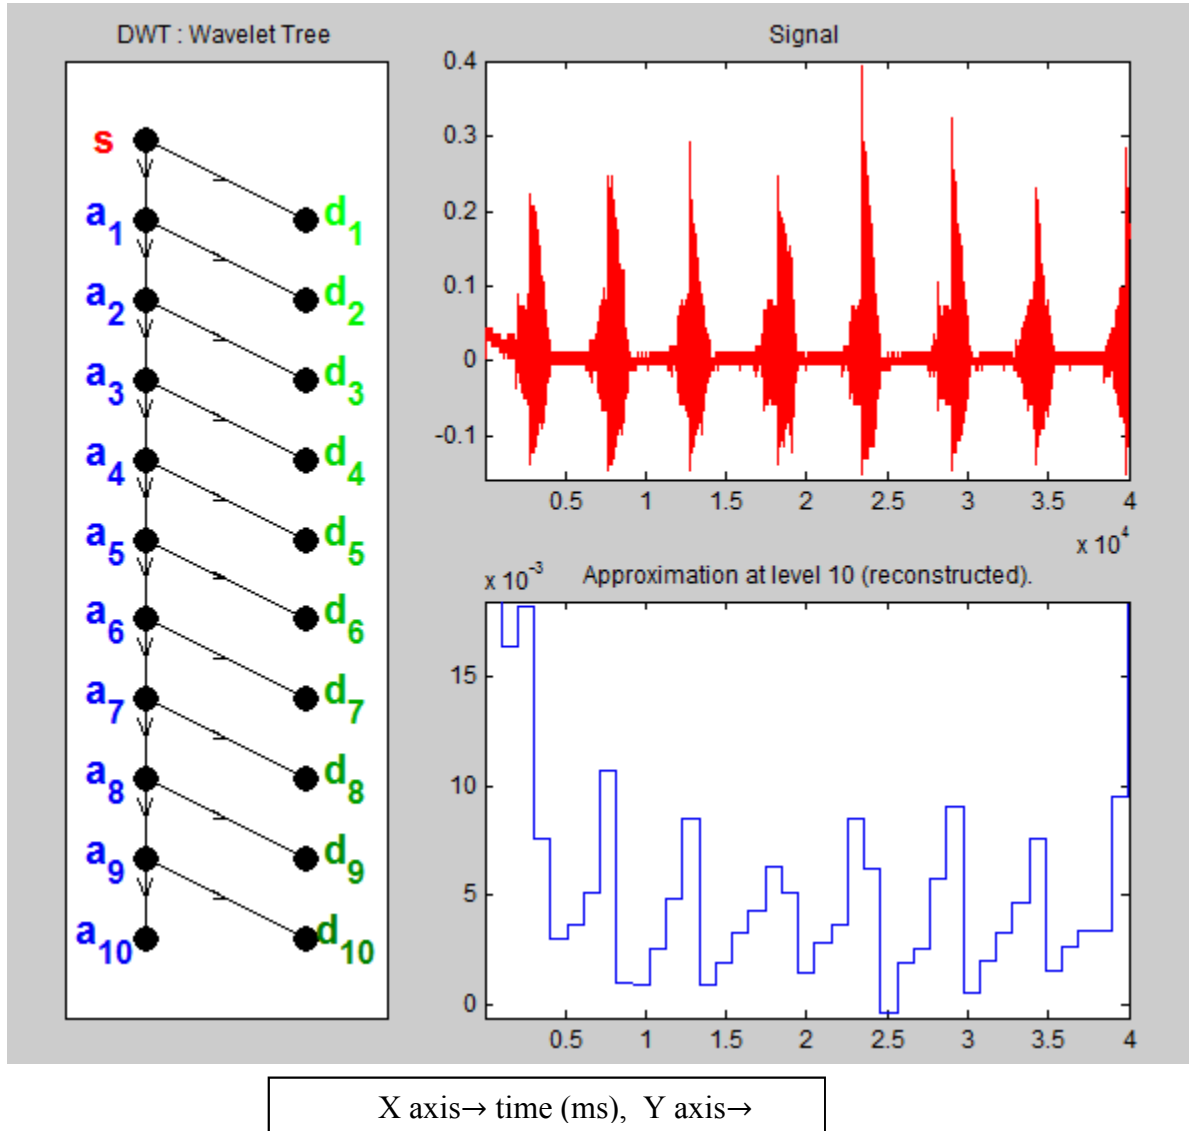 DWT : Wavelet Tree
s
a1 d1
a2 d2
a3 d3
a4 d4
a5 d5
a6 d6
a7 d7
a8 d8
a9 d9
a10 d10
Signal
0.4
0.3
0.2
0.1
0
-0.1
0.5 1 1.5 2 2.5 3 3.5 4
x 10^4
x 10^-3 Approximation at level 10 (reconstructed).
15
10
5
0
0.5 1 1.5 2 2.5 3 3.5 4
X axis→ time (ms), Y axis→